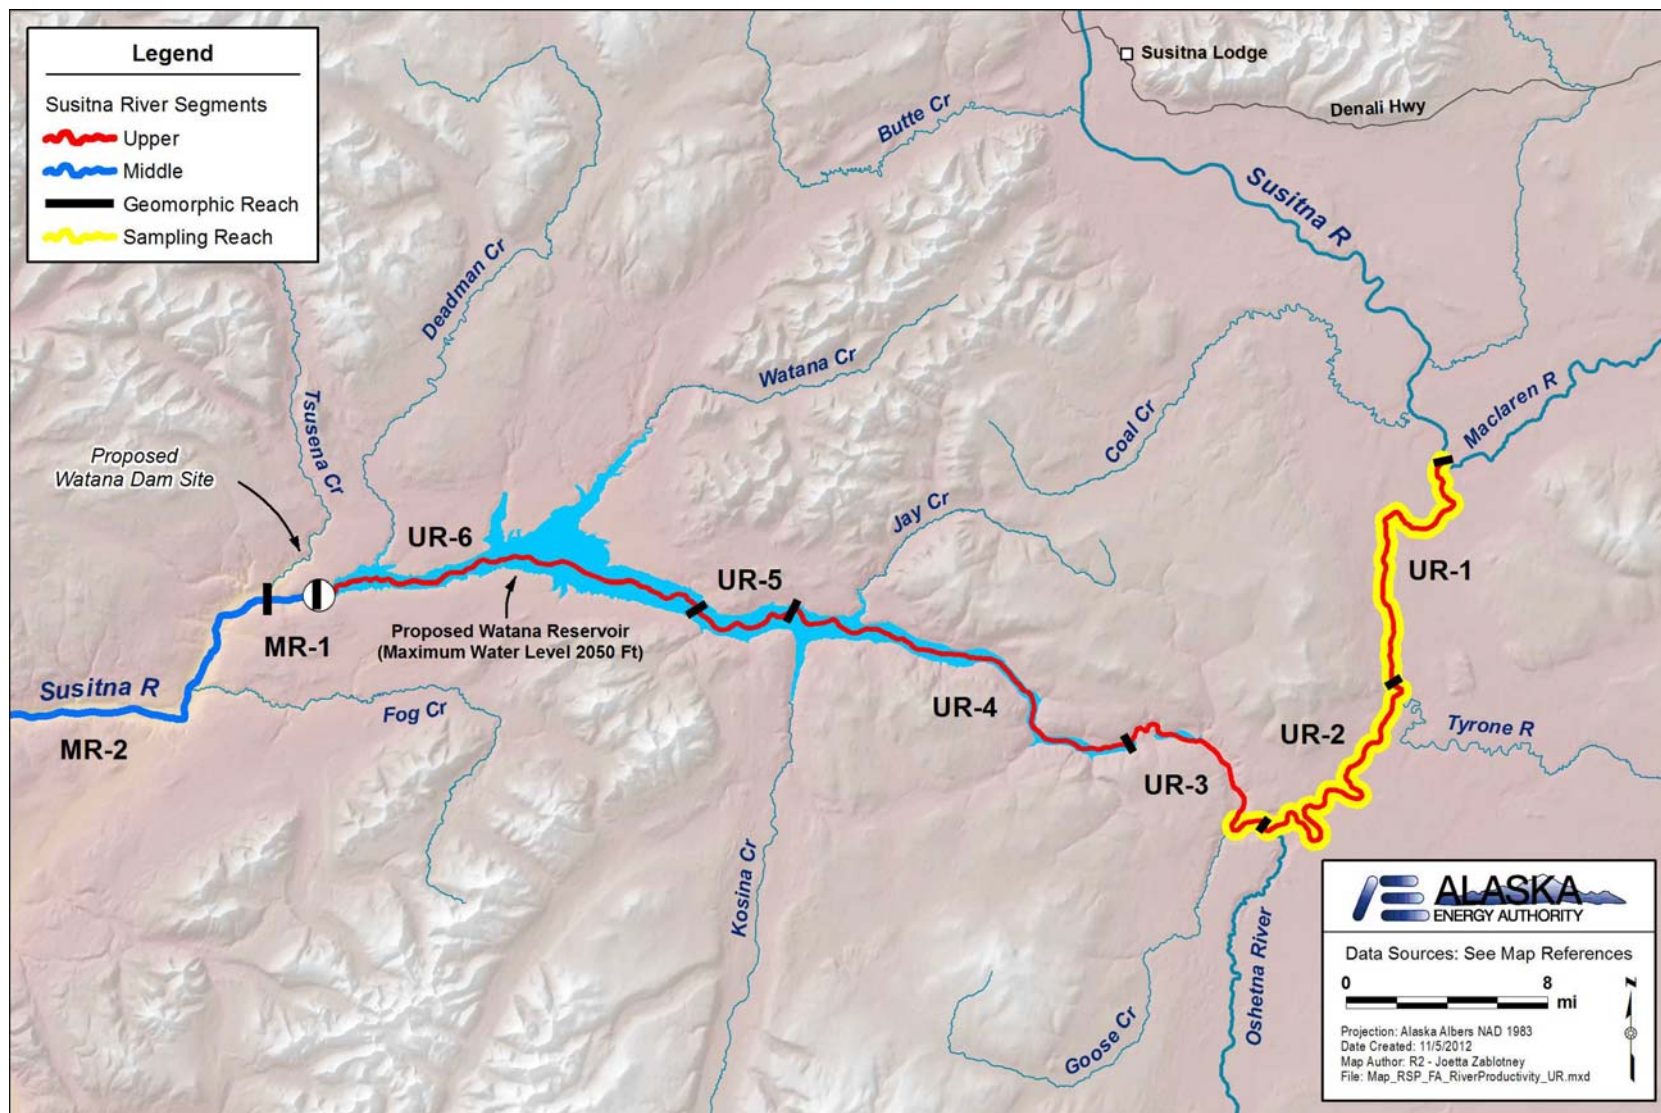 Legend
Susitna River Segments
Upper
Middle
Geomorphic Reach
Sampling Reach
Susitna Lodge
Denali Hwy
Butte Cr
Susitna R
Deadman Cr
Watana Cr
Tsusena Cr
Coal Cr
Maclaren R
Proposed
Watana Dam Site
Jay Cr
UR-6
UR-5
UR-1
Proposed Watana Reservoir
(Maximum Water Level 2050 Ft)
MR-1
Susitna R
Fog Cr
UR-4
UR-2
Tyrone R
MR-2
UR-3
Kosina Cr
Oshetna River
Goose Cr
ALASKA
ENERGY AUTHORITY
Data Sources: See Map References
0 8
mi
N
Projection: Alaska Albers NAD 1983
Date Created: 11/5/2012
Map Author: R2 - Joetta Zablotney
File: Map_RSP_FA_RiverProductivity_UR.mxd